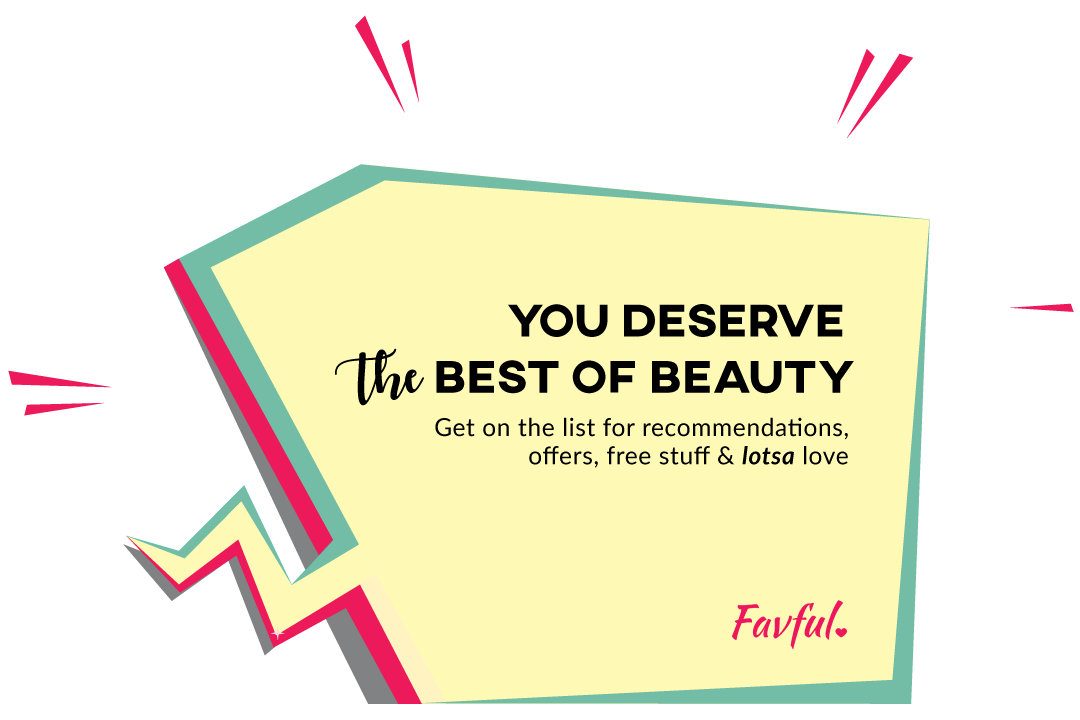 YOU DESERVE
the BEST OF BEAUTY
Get on the list for recommendations,
offers, free stuff & lotsa love
Favful